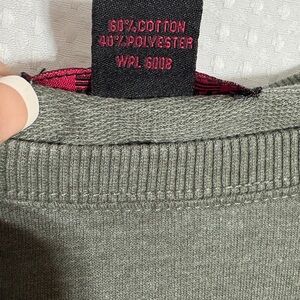 60% COTTON
40% POLYESTER
WPL 6008